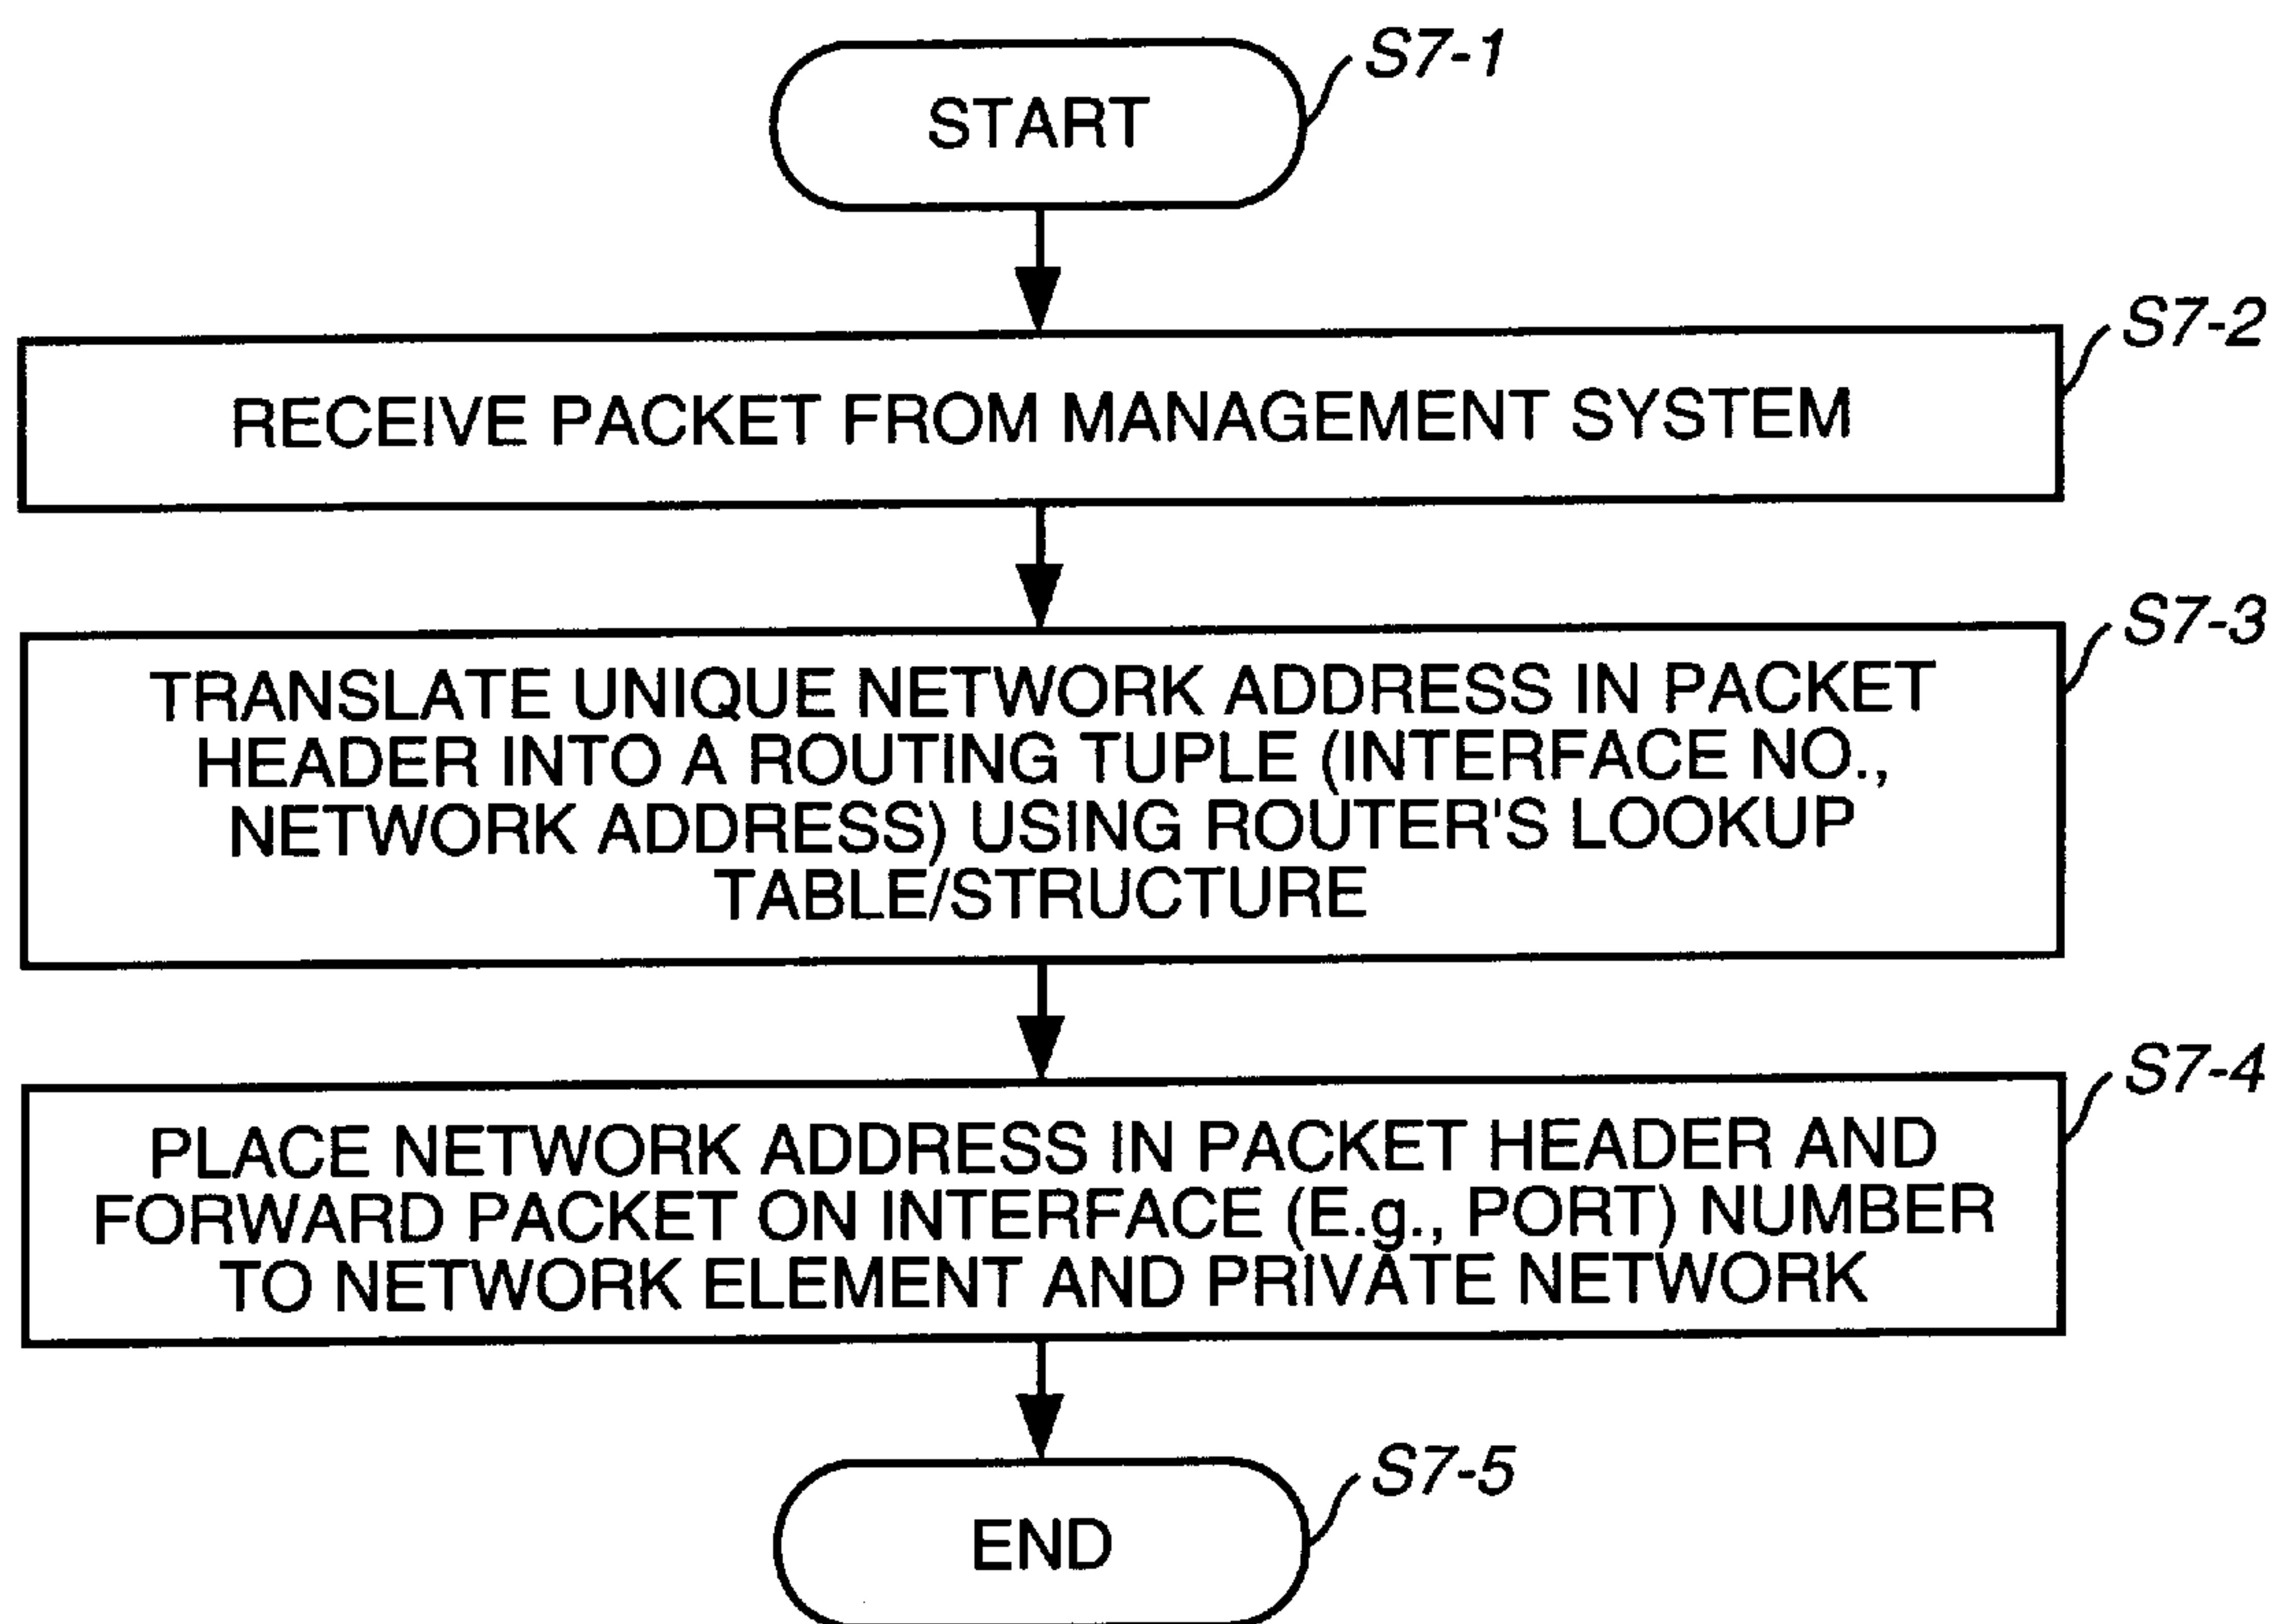 START
S7-1
RECEIVE PACKET FROM MANAGEMENT SYSTEM
S7-2
TRANSLATE UNIQUE NETWORK ADDRESS IN PACKET
HEADER INTO A ROUTING TUPLE (INTERFACE NO.,
NETWORK ADDRESS) USING ROUTER'S LOOKUP
TABLE/STRUCTURE
S7-3
PLACE NETWORK ADDRESS IN PACKET HEADER AND
FORWARD PACKET ON INTERFACE (E.g., PORT) NUMBER
TO NETWORK ELEMENT AND PRIVATE NETWORK
S7-4
END
S7-5